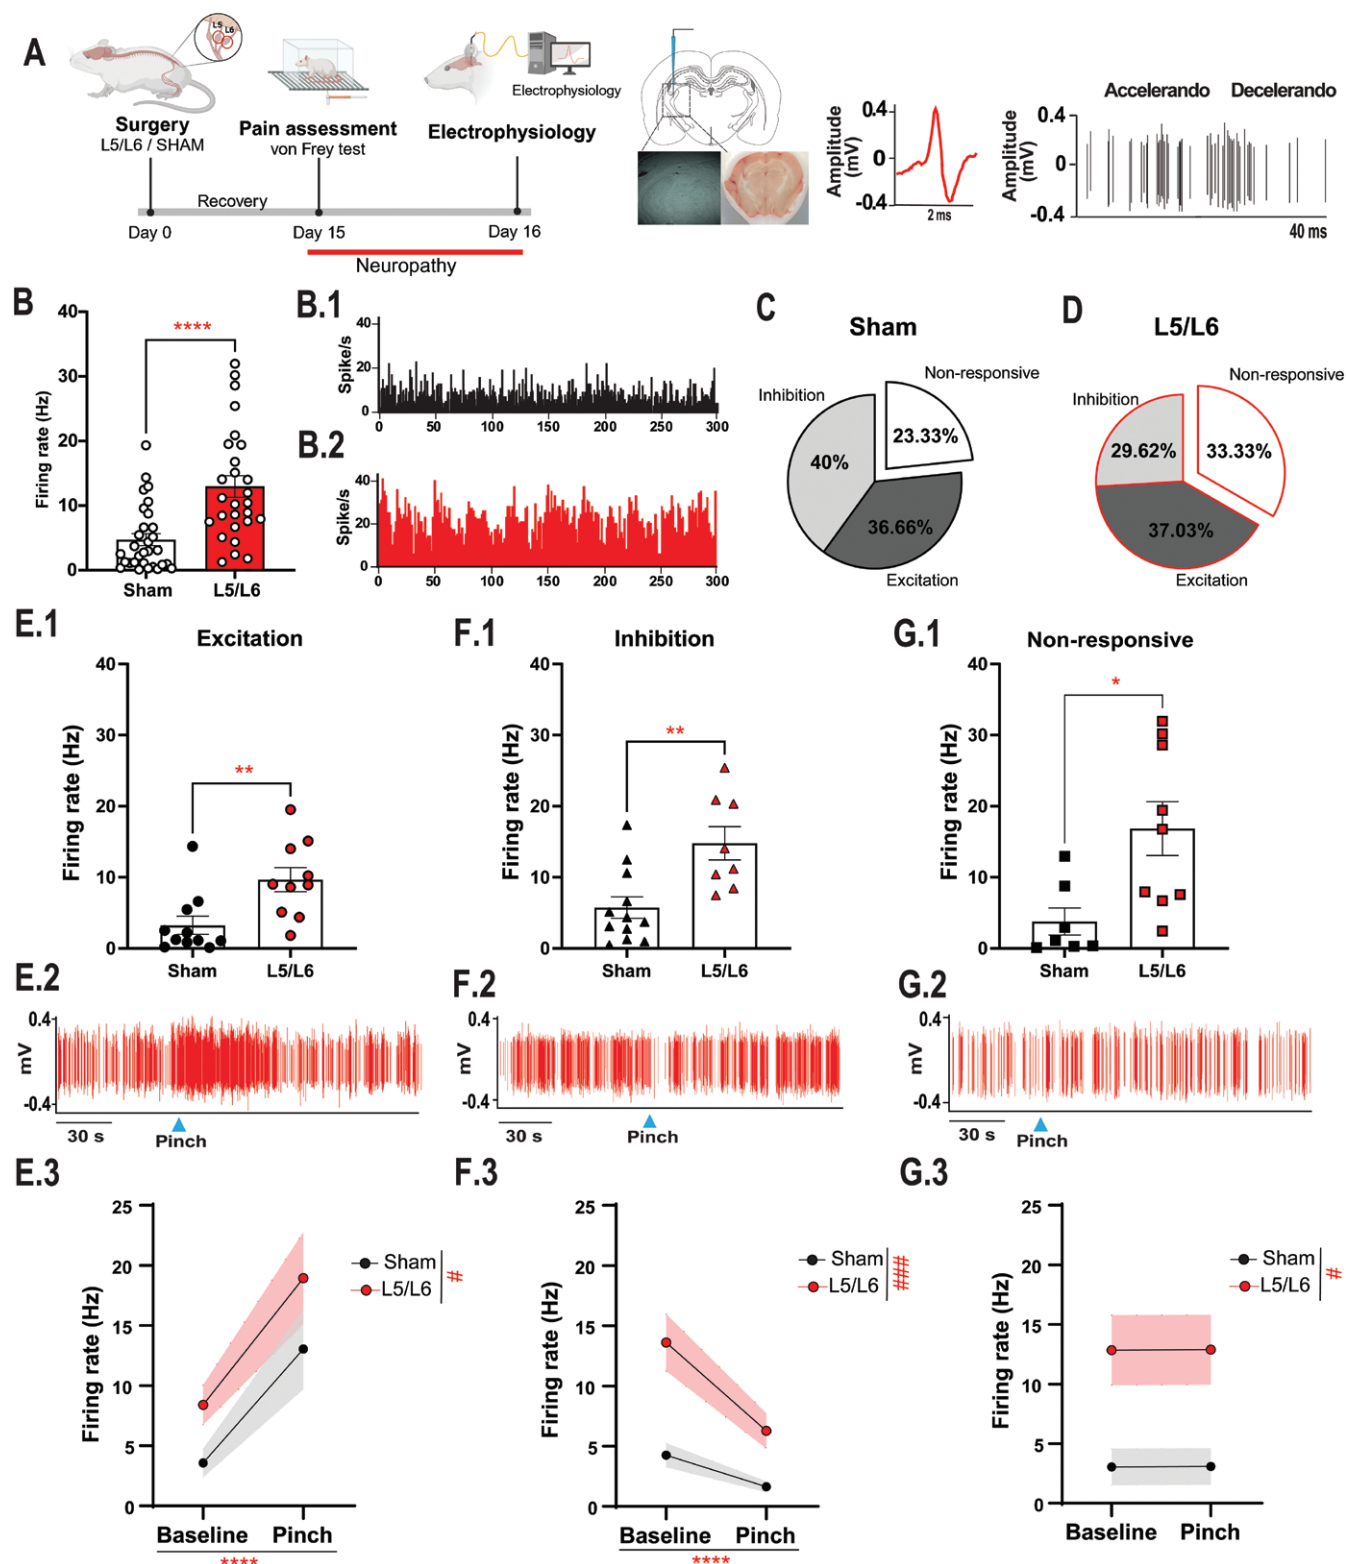 A
L5
L6
Electrophysiology
Surgery
L5/L6 / SHAM
Pain assessment
von Frey test
Electrophysiology
Recovery
Day 0
Day 15
Day 16
Neuropathy
Amplitude
(mV)
0.4
0
-0.4
2 ms
Accelerando
Decelerando
Amplitude
(mV)
0.4
0
-0.4
40 ms
B
Firing rate (Hz)
40
30
20
10
0
****
Sham
L5/L6
B.1
Spike/s
40
20
0
0
50
100
150
200
250
300
B.2
Spike/s
40
20
0
0
50
100
150
200
250
300
C
Sham
Inhibition
Non-responsive
23.33%
40%
36.66%
Excitation
D
L5/L6
Non-responsive
Inhibition
29.62%
33.33%
37.03%
Excitation
E.1
Excitation
Firing rate (Hz)
40
30
20
10
0
**
Sham
L5/L6
F.1
Inhibition
Firing rate (Hz)
40
30
20
10
0
**
Sham
L5/L6
G.1
Non-responsive
Firing rate (Hz)
40
30
20
10
0
*
Sham
L5/L6
E.2
0.4
mV
-0.4
30 s
Pinch
F.2
0.4
mV
-0.4
30 s
Pinch
G.2
0.4
mV
-0.4
30 s
Pinch
E.3
Firing rate (Hz)
25
20
15
10
5
0
Sham
L5/L6
#
Baseline
Pinch
****
F.3
Firing rate (Hz)
25
20
15
10
5
0
Sham
L5/L6
####
Baseline
Pinch
****
G.3
Firing rate (Hz)
25
20
15
10
5
0
Sham
L5/L6
#
Baseline
Pinch